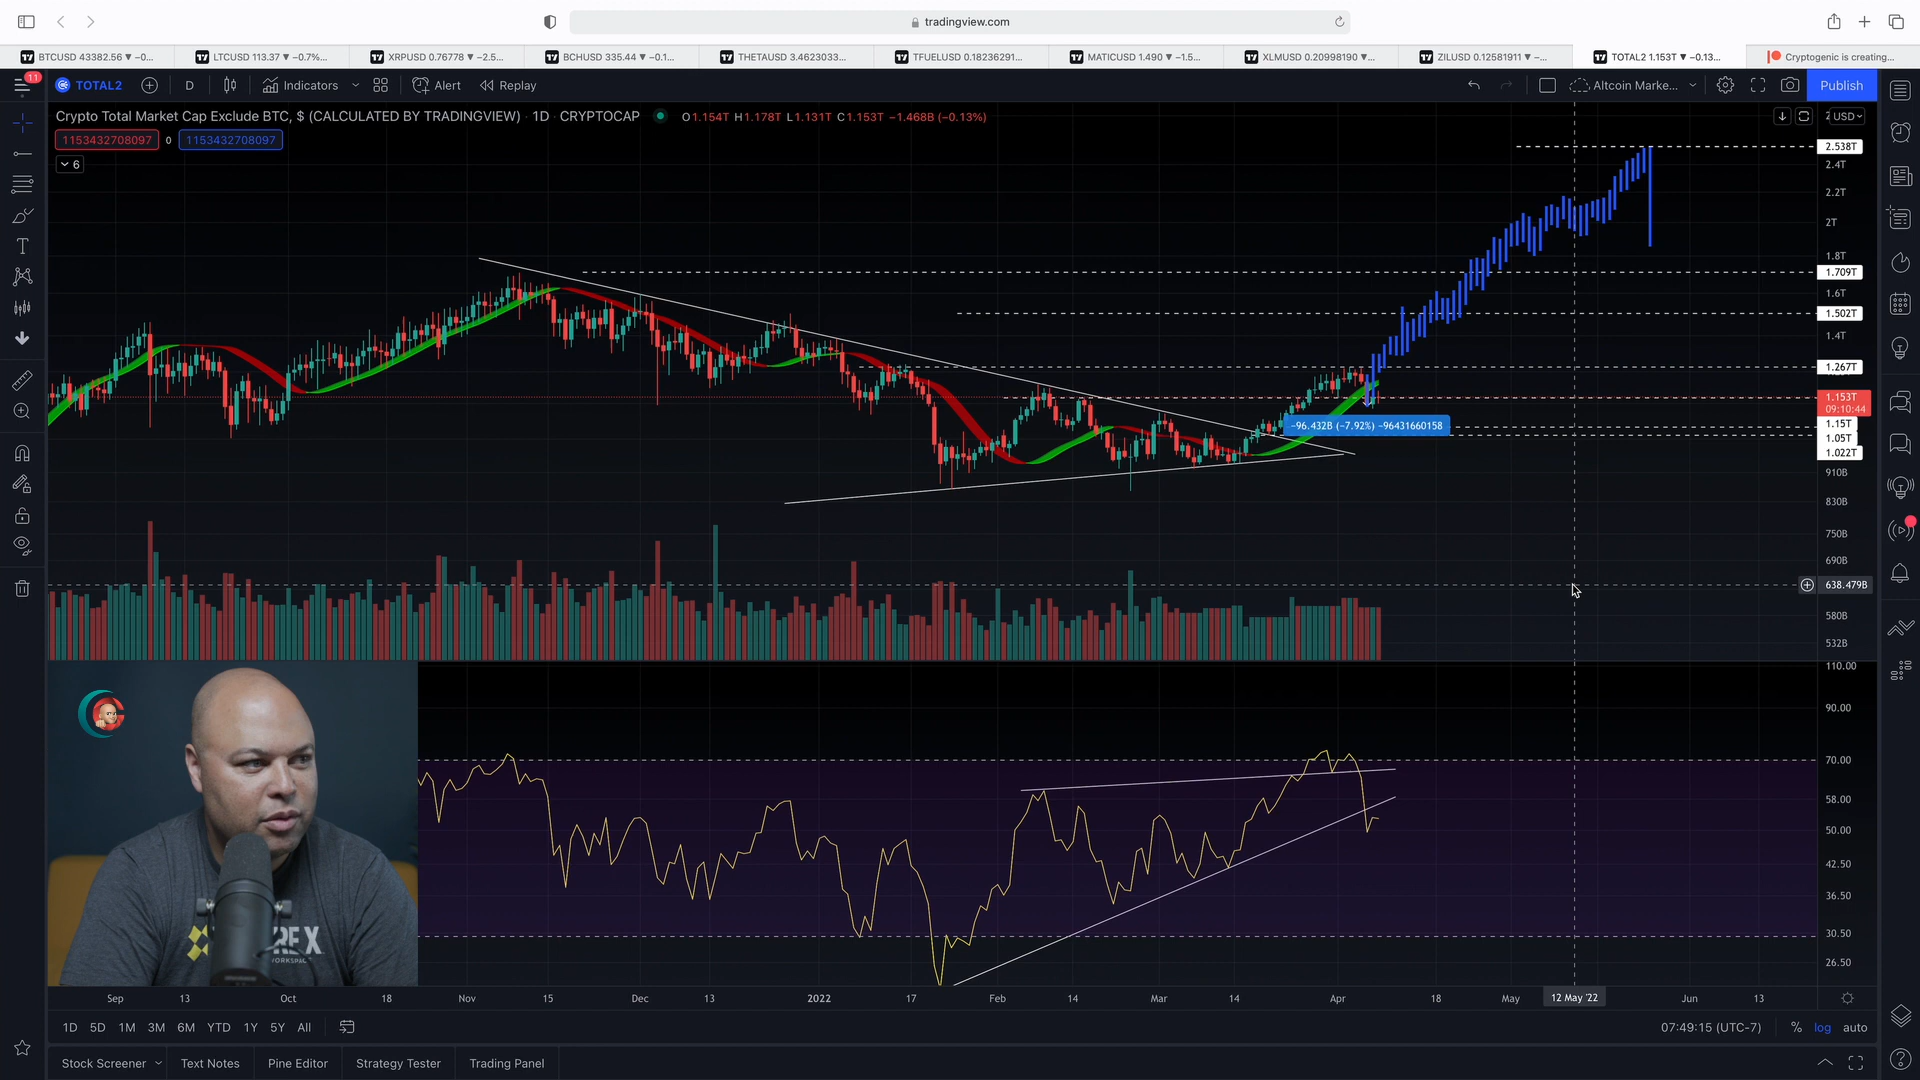 tradingview.com
BTCUSD 43382.56 ▼ −0...
LTCUSD 113.37 ▼ −0.7%...
XRPUSD 0.76778 ▼ −2.5...
BCHUSD 335.44 ▼ −0.1...
THETAUSD 3.4623033...
TFUELUSD 0.18236291...
MATICUSD 1.490 ▼ −1.5...
XLMUSD 0.20998190 ▼...
ZILUSD 0.12581911 ▼ −...
TOTAL2 1.153T ▼ −0.13...
Cryptogenic is creating...
11
TOTAL2
D
Indicators
Alert
Replay
Altcoin Marke...
Publish
Crypto Total Market Cap Exclude BTC, $ (CALCULATED BY TRADINGVIEW) · 1D · CRYPTOCAP
O1.154T H1.178T L1.131T C1.153T −1.468B (−0.13%)
USD
1153432708097 0 1153432708097
6
2.538T
2.4T
2.2T
2T
1.8T
1.709T
1.6T
1.502T
1.4T
1.267T
1.153T
09:10:44
1.15T
−96.432B (−7.92%) −96431660158
1.05T
1.022T
910B
830B
750B
690B
638.479B
580B
532B
110.00
90.00
70.00
58.00
50.00
42.50
36.50
30.50
26.50
RE X
WORKSPACE
Sep 13 Oct 18 Nov 15 Dec 13 2022 17 Feb 14 Mar 14 Apr 18 May 12 May '22 Jun 13
1D 5D 1M 3M 6M YTD 1Y 5Y All
07:49:15 (UTC-7) % log auto
Stock Screener Text Notes Pine Editor Strategy Tester Trading Panel